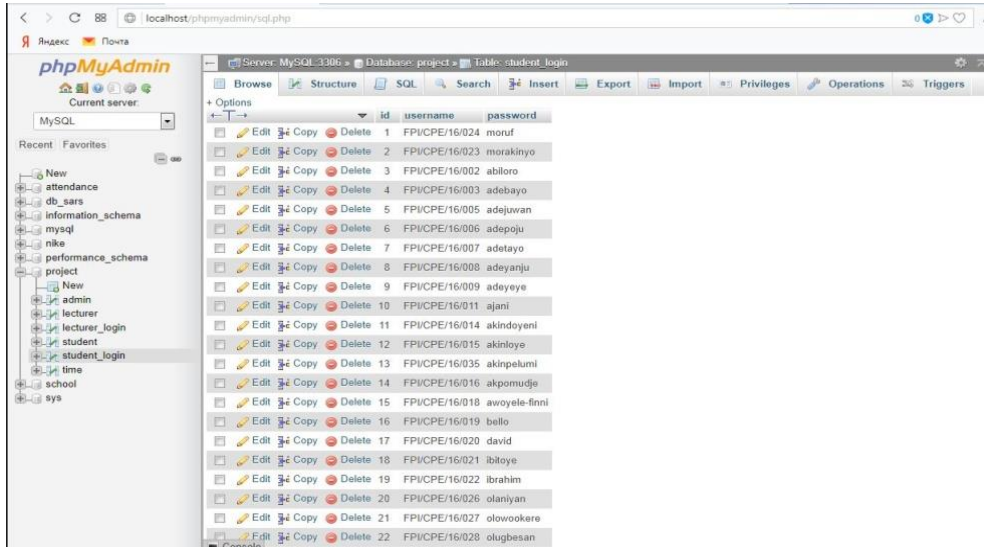 localhost/phpmyadmin/sql.php
Яндекс Почта
phpMyAdmin
Current server:
MySQL
Recent Favorites
New
attendance
db_sars
information_schema
mysql
nike
performance_schema
project
New
admin
lecturer
lecturer_login
student
student_login
time
school
sys
Server: MySQL:3306 » Database: project » Table: student_login
Browse Structure SQL Search Insert Export Import Privileges Operations Triggers
+ Options
←T→ id username password
Edit Copy Delete 1 FPI/CPE/16/024 moruf
Edit Copy Delete 2 FPI/CPE/16/023 morakinyo
Edit Copy Delete 3 FPI/CPE/16/002 abiloro
Edit Copy Delete 4 FPI/CPE/16/003 adebayo
Edit Copy Delete 5 FPI/CPE/16/005 adejuwan
Edit Copy Delete 6 FPI/CPE/16/006 adepoju
Edit Copy Delete 7 FPI/CPE/16/007 adetayo
Edit Copy Delete 8 FPI/CPE/16/008 adeyanju
Edit Copy Delete 9 FPI/CPE/16/009 adeyeye
Edit Copy Delete 10 FPI/CPE/16/011 ajani
Edit Copy Delete 11 FPI/CPE/16/014 akindoyeni
Edit Copy Delete 12 FPI/CPE/16/015 akinloye
Edit Copy Delete 13 FPI/CPE/16/035 akinpelumi
Edit Copy Delete 14 FPI/CPE/16/016 akpomudje
Edit Copy Delete 15 FPI/CPE/16/018 awoyele-finni
Edit Copy Delete 16 FPI/CPE/16/019 bello
Edit Copy Delete 17 FPI/CPE/16/020 david
Edit Copy Delete 18 FPI/CPE/16/021 ibitoye
Edit Copy Delete 19 FPI/CPE/16/022 ibrahim
Edit Copy Delete 20 FPI/CPE/16/026 olaniyan
Edit Copy Delete 21 FPI/CPE/16/027 olowookere
Edit Copy Delete 22 FPI/CPE/16/028 olugbesan
Console